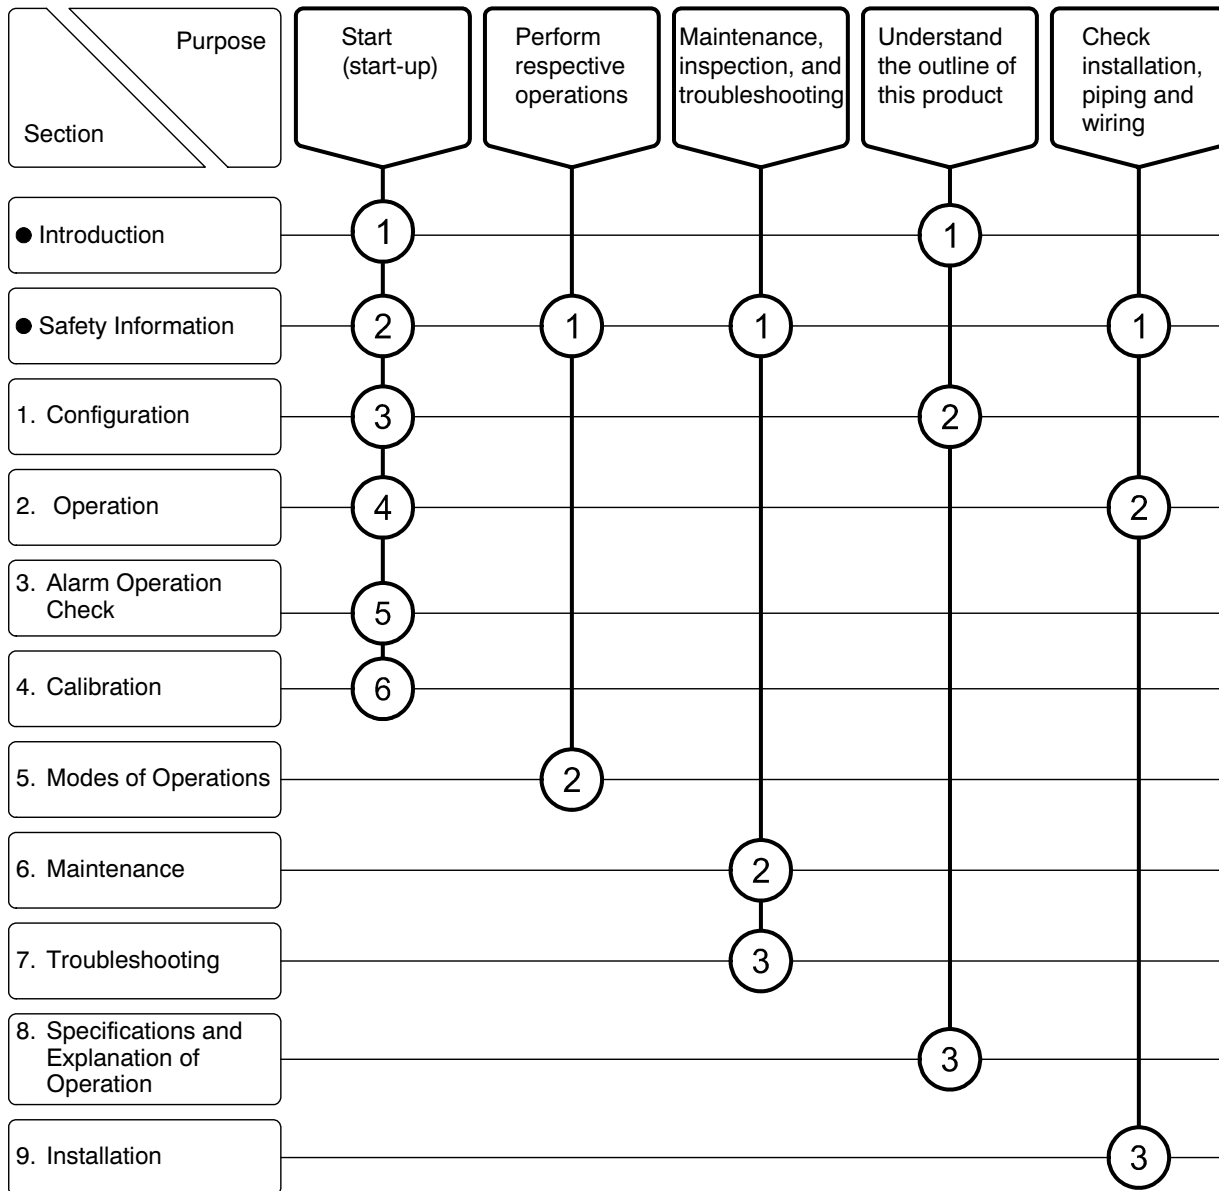 Purpose
Section
Start
(start-up)
Perform
respective
operations
Maintenance,
inspection, and
troubleshooting
Understand
the outline of
this product
Check
installation,
piping and
wiring
● Introduction
1
1
● Safety Information
2
1
1
1
1. Configuration
3
2
2. Operation
4
2
3. Alarm Operation
Check
5
4. Calibration
6
5. Modes of Operations
2
6. Maintenance
2
7. Troubleshooting
3
8. Specifications and
Explanation of
Operation
3
9. Installation
3